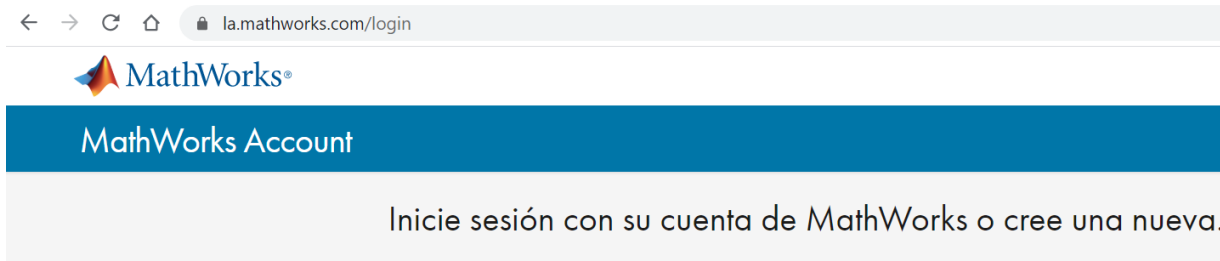 la.mathworks.com/login
MathWorks®
MathWorks Account
Inicie sesión con su cuenta de MathWorks o cree una nueva.